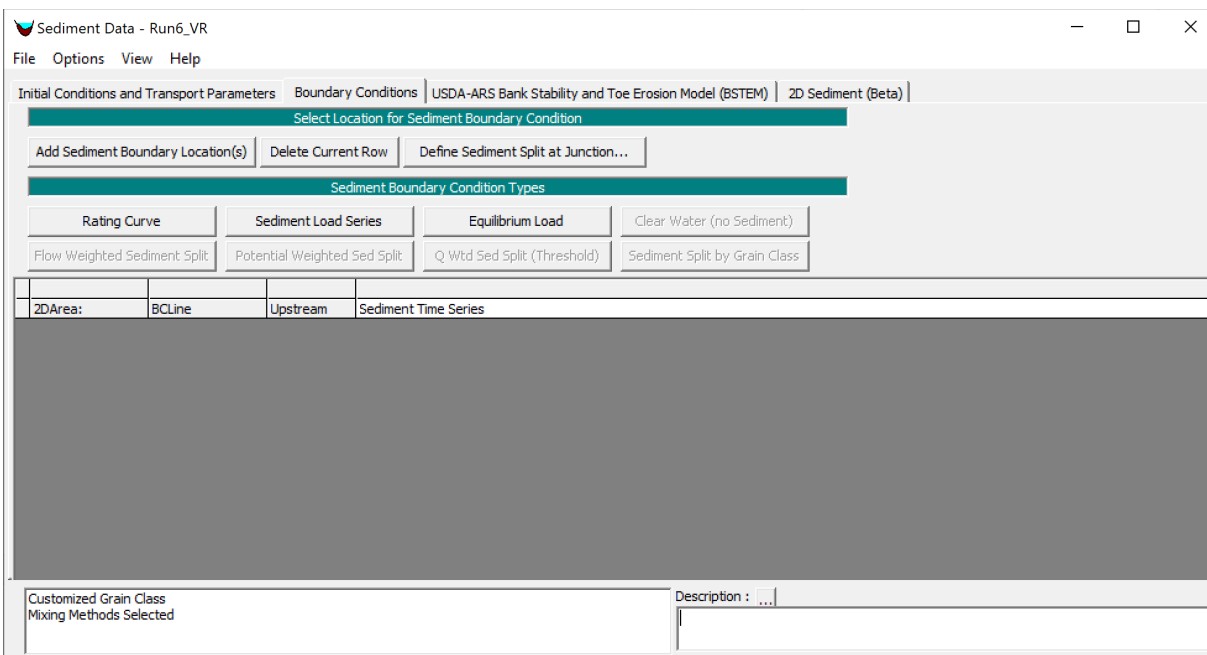 Sediment Data - Run6_VR
File Options View Help
Initial Conditions and Transport Parameters Boundary Conditions USDA-ARS Bank Stability and Toe Erosion Model (BSTEM) 2D Sediment (Beta)
Select Location for Sediment Boundary Condition
Add Sediment Boundary Location(s) Delete Current Row Define Sediment Split at Junction...
Sediment Boundary Condition Types
Rating Curve Sediment Load Series Equilibrium Load Clear Water (no Sediment)
Flow Weighted Sediment Split Potential Weighted Sed Split Q Wtd Sed Split (Threshold) Sediment Split by Grain Class
2DArea: BCLine Upstream Sediment Time Series
Customized Grain Class
Mixing Methods Selected
Description : ...